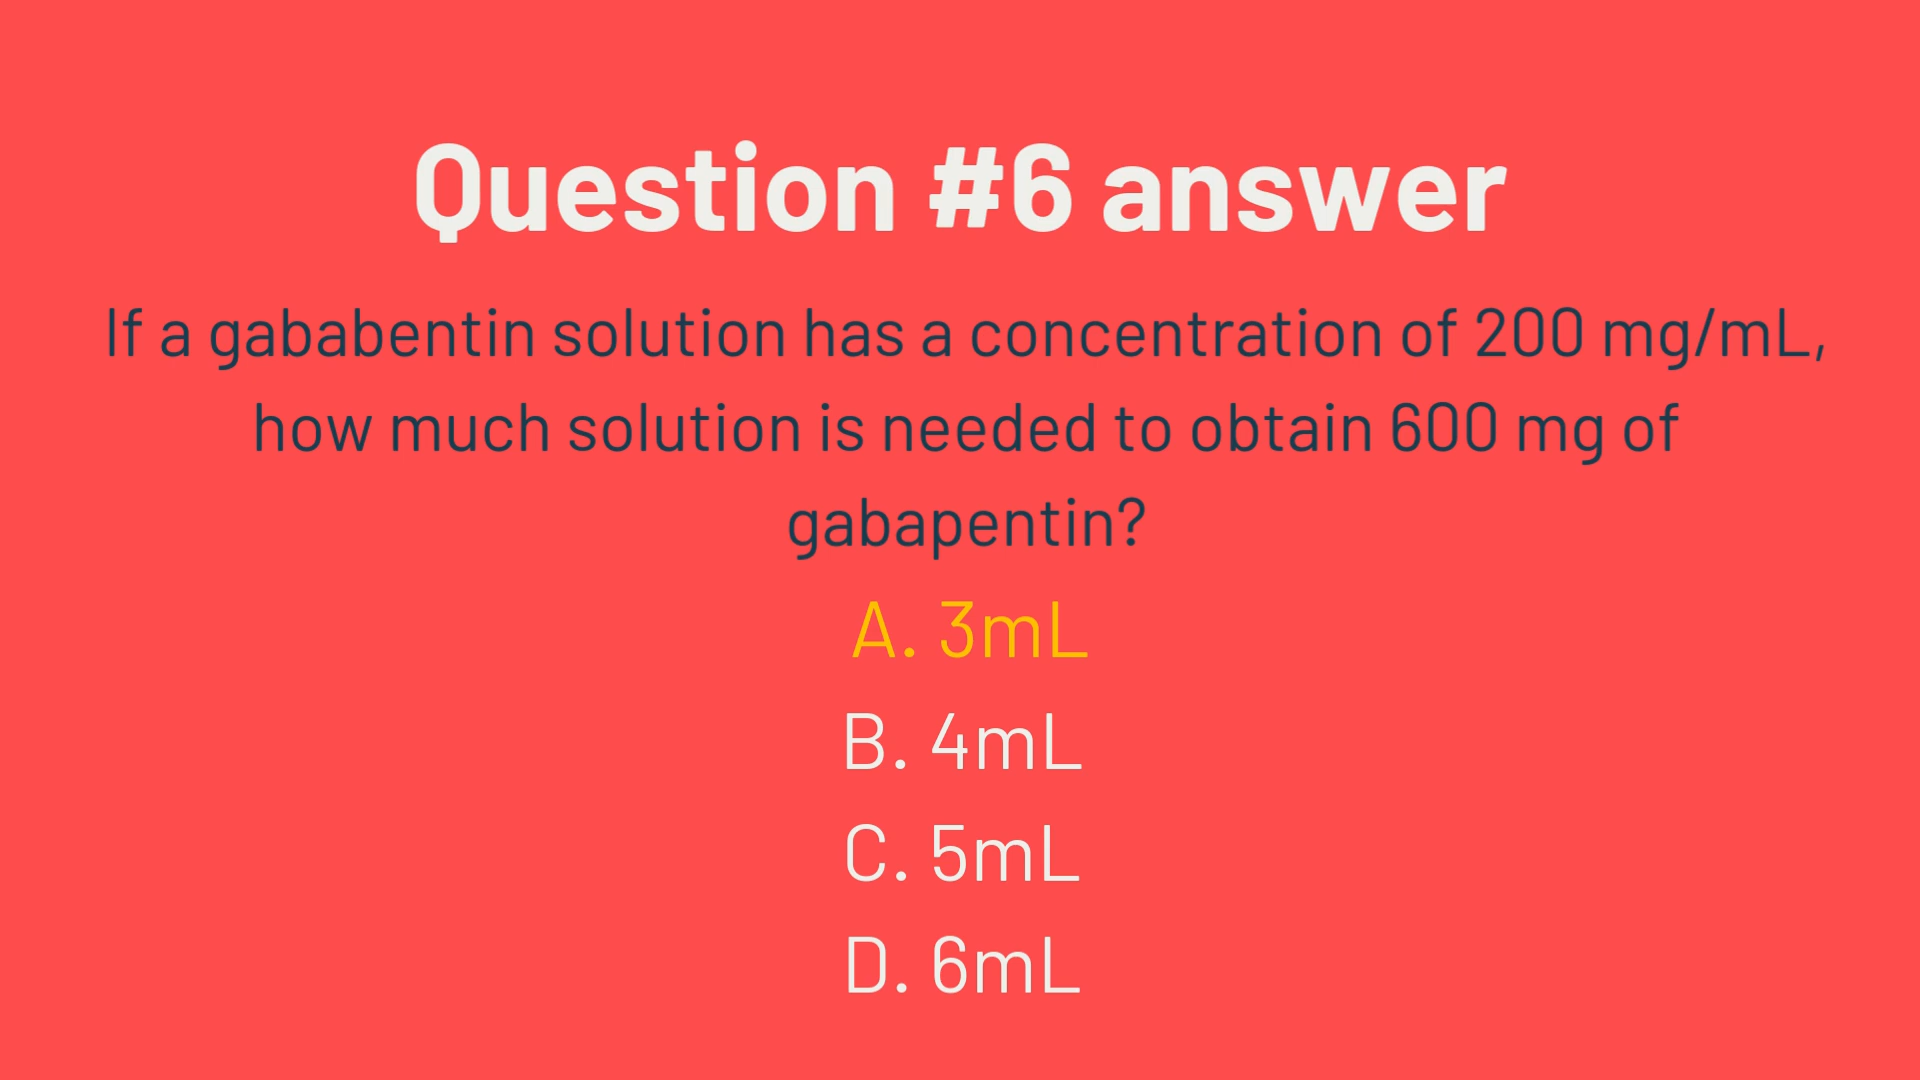 Question #6 answer
If a gababentin solution has a concentration of 200 mg/mL,
how much solution is needed to obtain 600 mg of
gabapentin?
A. 3mL
B. 4mL
C. 5mL
D. 6mL